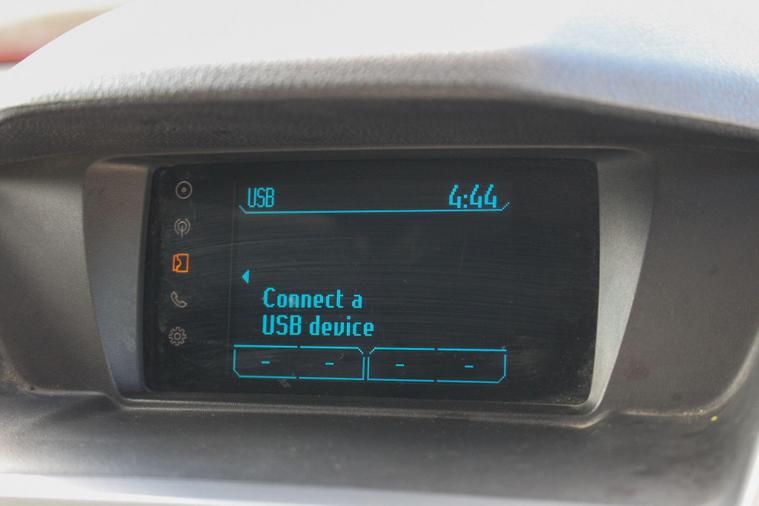 USB 4:44
Connect a
USB device
- - - -